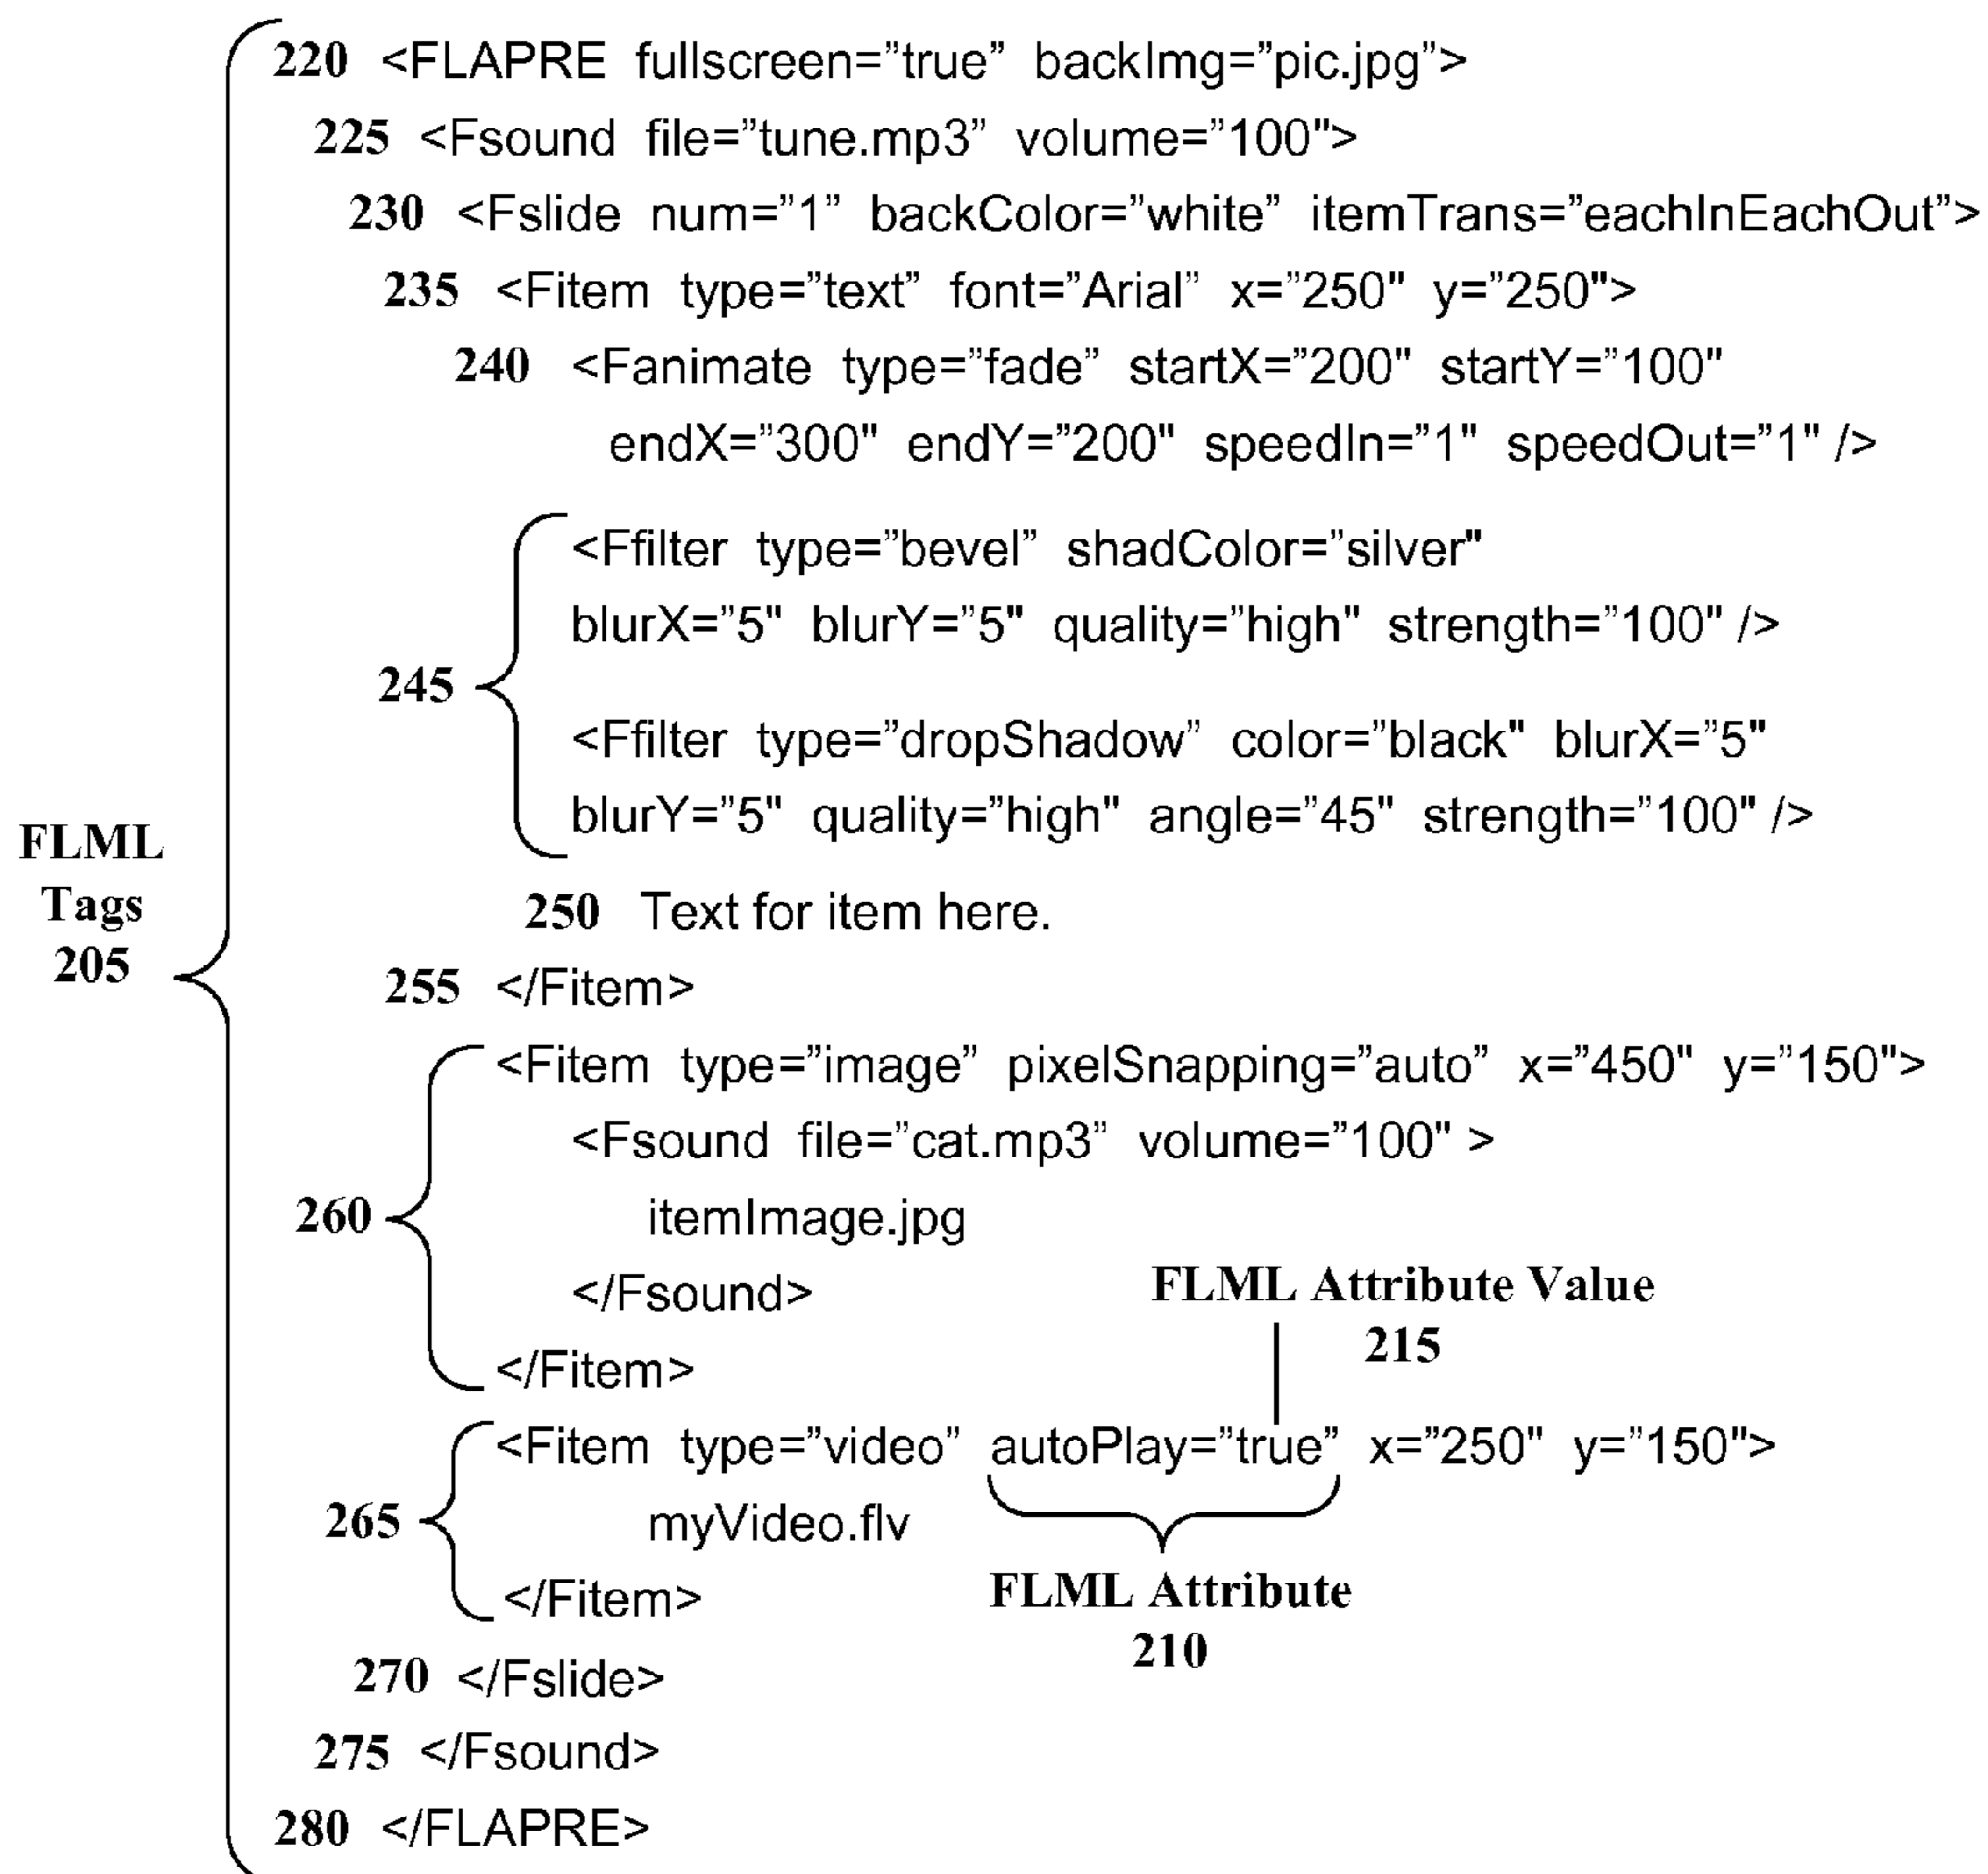 220 <FLAPRE fullscreen=”true” backImg=”pic.jpg”>
225 <Fsound file=”tune.mp3” volume=”100">
230 <Fslide num=”1” backColor=”white” itemTrans=”eachInEachOut”>
235 <Fitem type=”text” font=”Arial” x=”250" y=”250">
240 <Fanimate type=”fade” startX=”200" startY=”100"
endX=”300" endY=”200" speedIn=”1" speedOut=”1" />
<Ffilter type=”bevel” shadColor=”silver"
blurX=”5" blurY=”5" quality=”high" strength=”100" />
245
<Ffilter type=”dropShadow” color=”black" blurX=”5"
blurY=”5" quality=”high" angle=”45" strength=”100" />
FLML
Tags
205
250 Text for item here.
255 </Fitem>
<Fitem type=”image” pixelSnapping=”auto” x=”450" y=”150">
<Fsound file=”cat.mp3” volume=”100" >
260 itemImage.jpg
</Fsound>
FLML Attribute Value
215
</Fitem>
<Fitem type=”video” autoPlay=”true” x=”250" y=”150">
265 myVideo.flv
</Fitem>
FLML Attribute
210
270 </Fslide>
275 </Fsound>
280 </FLAPRE>